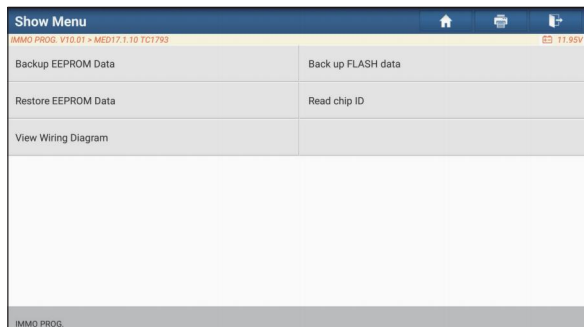 Show Menu
IMMO PROG. V10.01 > MED17.1.10 TC1793
11.95V
Backup EEPROM Data
Back up FLASH data
Restore EEPROM Data
Read chip ID
View Wiring Diagram
IMMO PROG.